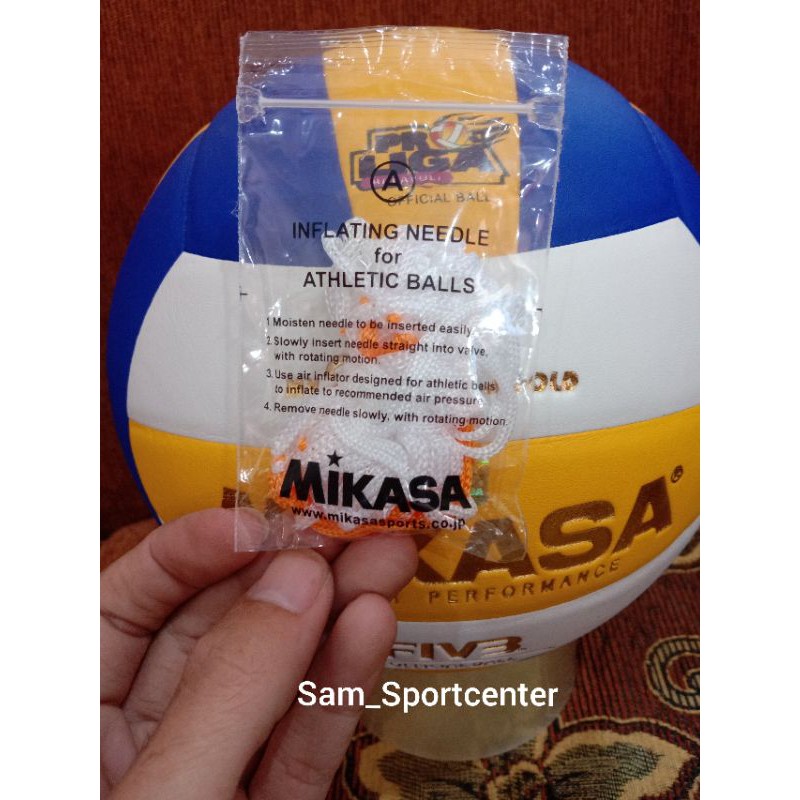 PRO
LIGA
A
OFFICIAL BALL
INFLATING NEEDLE
for
ATHLETIC BALLS
1 Moisten needle to be inserted easily
2. Slowly insert needle straight into valve,
with rotating motion
3. Use air inflator designed for athletic balls
to inflate to recommended air pressure
4. Remove needle slowly, with rotating motion
MiKASA
www.mikasasports.co.jp
KASA®
PERFORMANCE
FIVB
Sam_Sportcenter